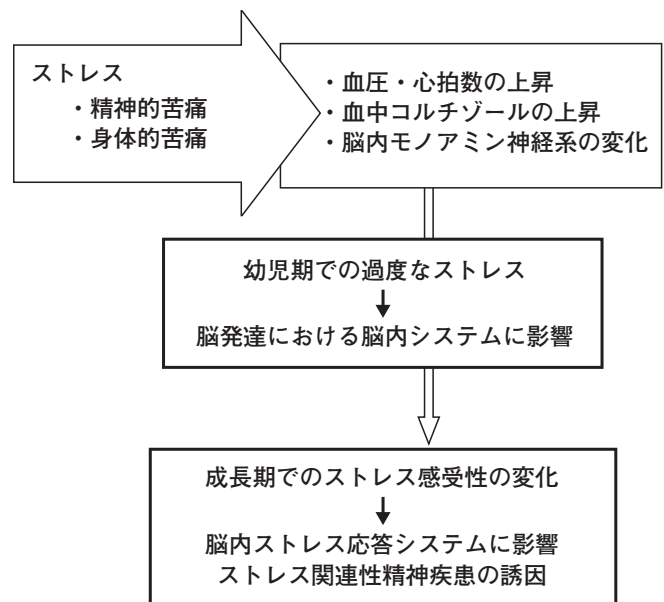 ストレス
・精神的苦痛
・身体的苦痛
・血圧・心拍数の上昇
・血中コルチゾールの上昇
・脳内モノアミン神経系の変化
幼児期での過度なストレス
脳発達における脳内システムに影響
成長期でのストレス感受性の変化
脳内ストレス応答システムに影響
ストレス関連性精神疾患の誘因